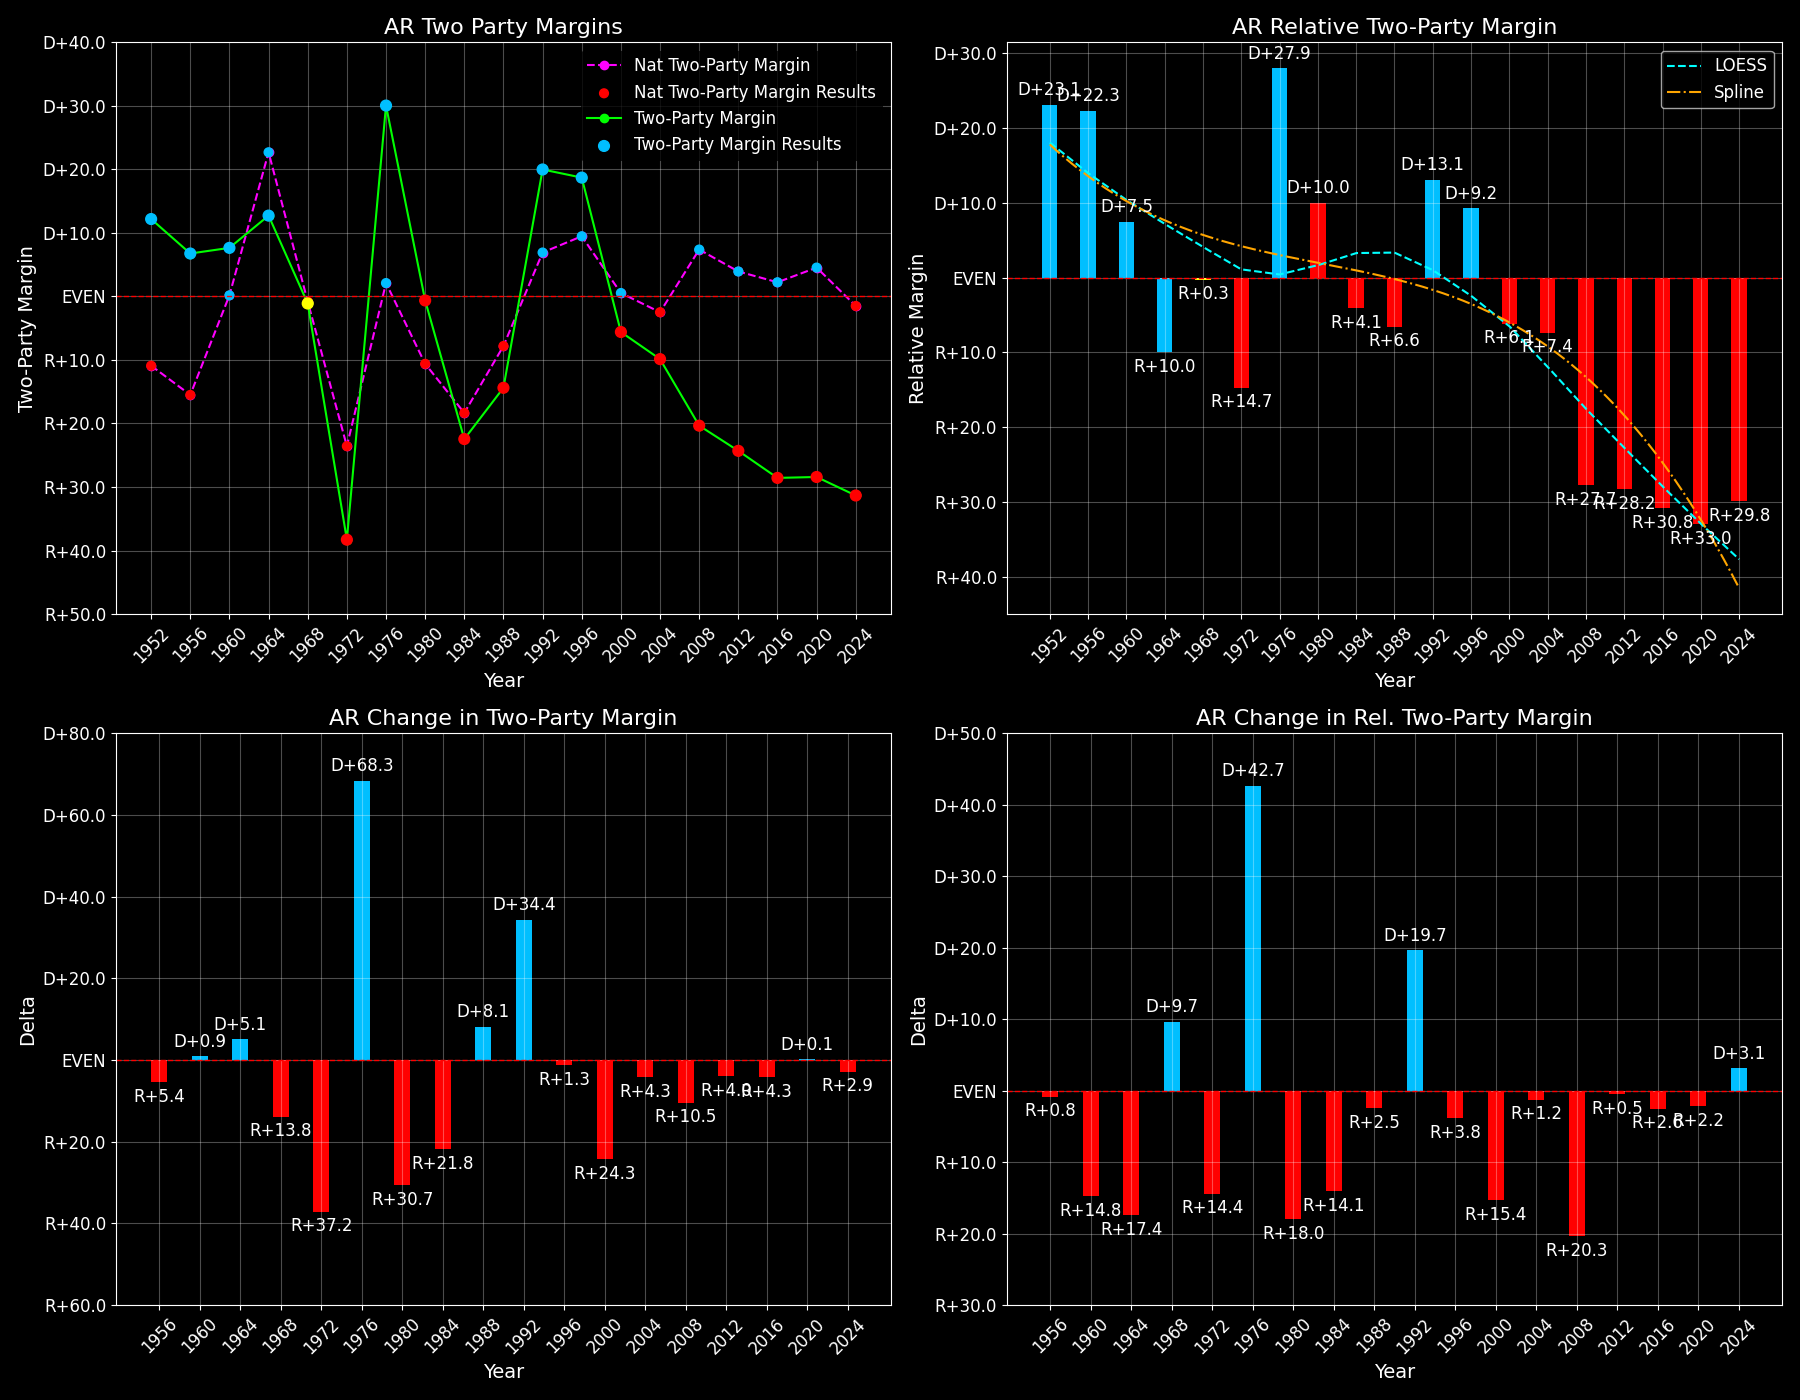 AR Two Party Margins
D+40.0
D+30.0
D+20.0
D+10.0
EVEN
R+10.0
R+20.0
R+30.0
R+40.0
R+50.0
Two-Party Margin
Nat Two-Party Margin
Nat Two-Party Margin Results
Two-Party Margin
Two-Party Margin Results
1952 1956 1960 1964 1968 1972 1976 1980 1984 1988 1992 1996 2000 2004 2008 2012 2016 2020 2024
Year
AR Relative Two-Party Margin
D+30.0
D+20.0
D+10.0
EVEN
R+10.0
R+20.0
R+30.0
R+40.0
Relative Margin
LOESS
Spline
D+23.1
D+22.3
D+7.5
R+10.0
R+0.3
R+14.7
D+27.9
D+10.0
R+4.1
R+6.6
D+13.1
D+9.2
R+6.1
R+7.4
R+27.7
R+28.2
R+30.8
R+33.0
R+29.8
1952 1956 1960 1964 1968 1972 1976 1980 1984 1988 1992 1996 2000 2004 2008 2012 2016 2020 2024
Year
AR Change in Two-Party Margin
D+80.0
D+60.0
D+40.0
D+20.0
EVEN
R+20.0
R+40.0
R+60.0
Delta
R+5.4
D+0.9
D+5.1
R+13.8
R+37.2
D+68.3
R+30.7
R+21.8
D+8.1
D+34.4
R+1.3
R+24.3
R+4.3
R+10.5
R+4.0
R+4.3
D+0.1
R+2.9
1956 1960 1964 1968 1972 1976 1980 1984 1988 1992 1996 2000 2004 2008 2012 2016 2020 2024
Year
AR Change in Rel. Two-Party Margin
D+50.0
D+40.0
D+30.0
D+20.0
D+10.0
EVEN
R+10.0
R+20.0
R+30.0
Delta
R+0.8
R+14.8
R+17.4
D+9.7
R+14.4
D+42.7
R+18.0
R+14.1
R+2.5
D+19.7
R+3.8
R+15.4
R+1.2
R+20.3
R+0.5
R+2.6
R+2.2
D+3.1
1956 1960 1964 1968 1972 1976 1980 1984 1988 1992 1996 2000 2004 2008 2012 2016 2020 2024
Year